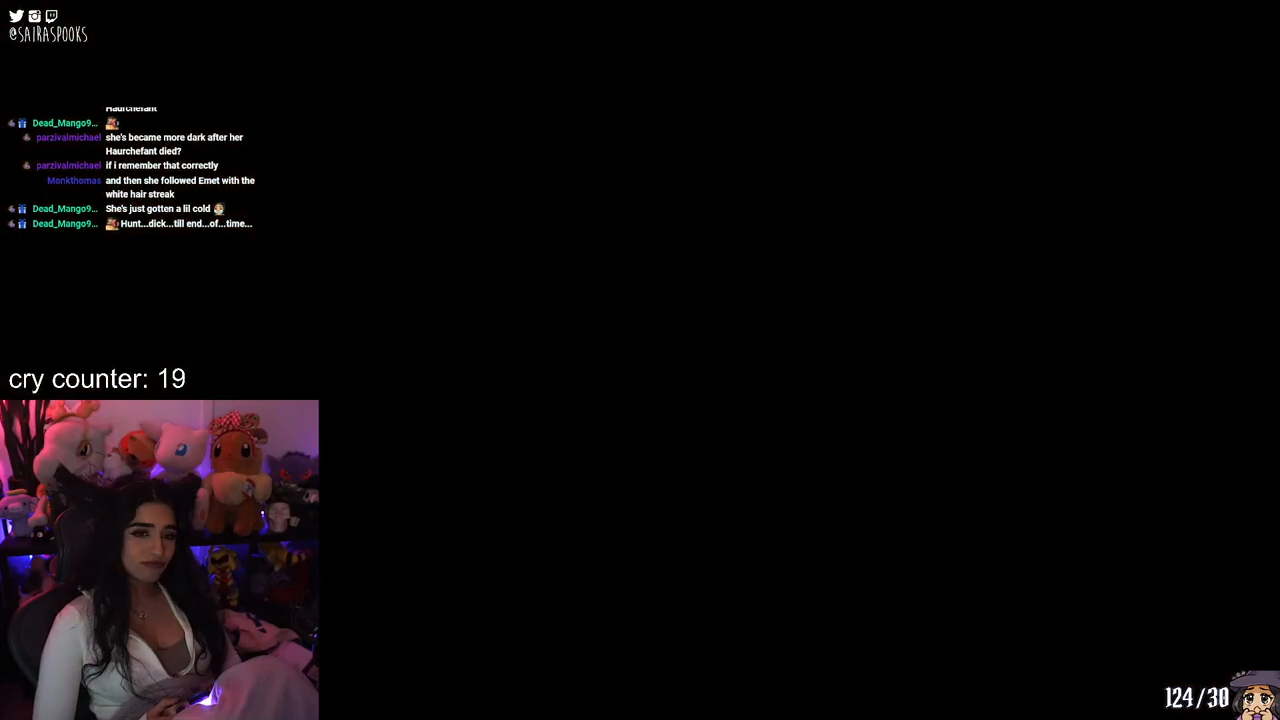 @SAIRASPOOKS
Haurchefant
Dead_Mango9...
parzivalmichael she's became more dark after her
Haurchefant died?
parzivalmichael if i remember that correctly
Monkthomas and then she followed Emet with the
white hair streak
Dead_Mango9... She's just gotten a lil cold
Dead_Mango9... Hunt...dick...till end...of...time...
cry counter: 19
124/30